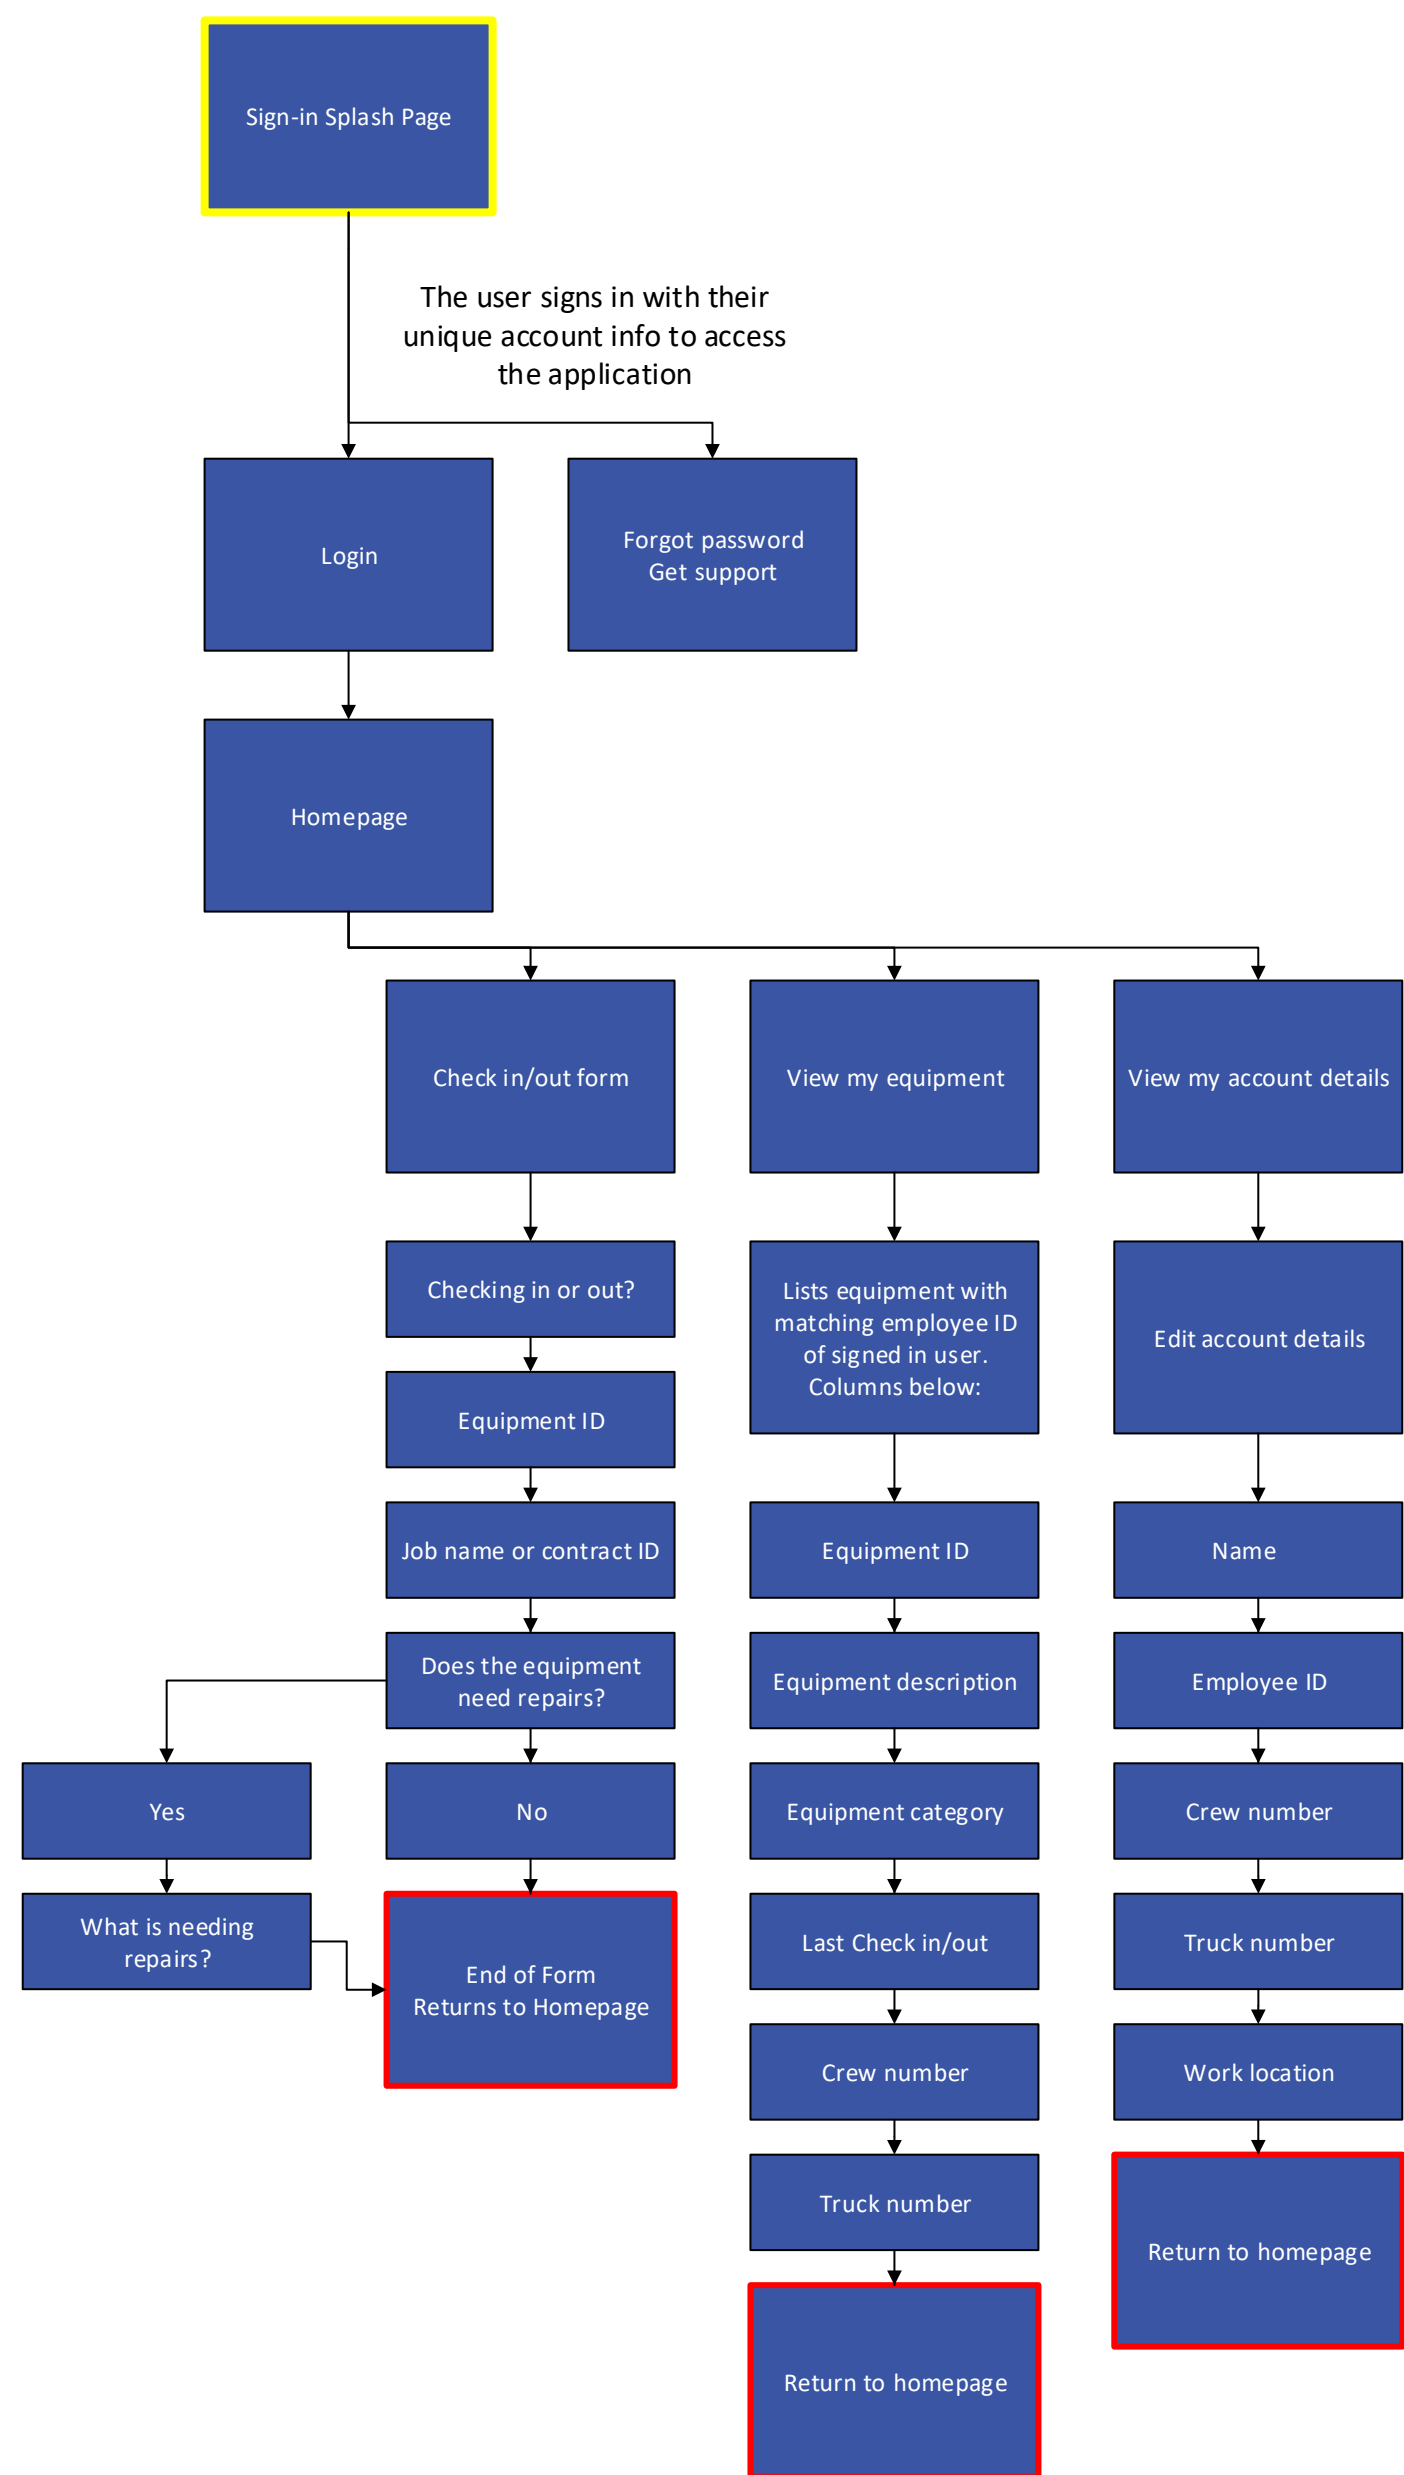 Sign-in Splash Page
The user signs in with their
unique account info to access
the application
Login
Forgot password
Get support
Homepage
Check in/out form
View my equipment
View my account details
Checking in or out?
Lists equipment with
matching employee ID
of signed in user.
Columns below:
Edit account details
Equipment ID
Job name or contract ID
Equipment ID
Name
Does the equipment
need repairs?
Equipment description
Employee ID
Yes
No
Equipment category
Crew number
What is needing
repairs?
End of Form
Returns to Homepage
Last Check in/out
Truck number
Crew number
Work location
Truck number
Return to homepage
Return to homepage